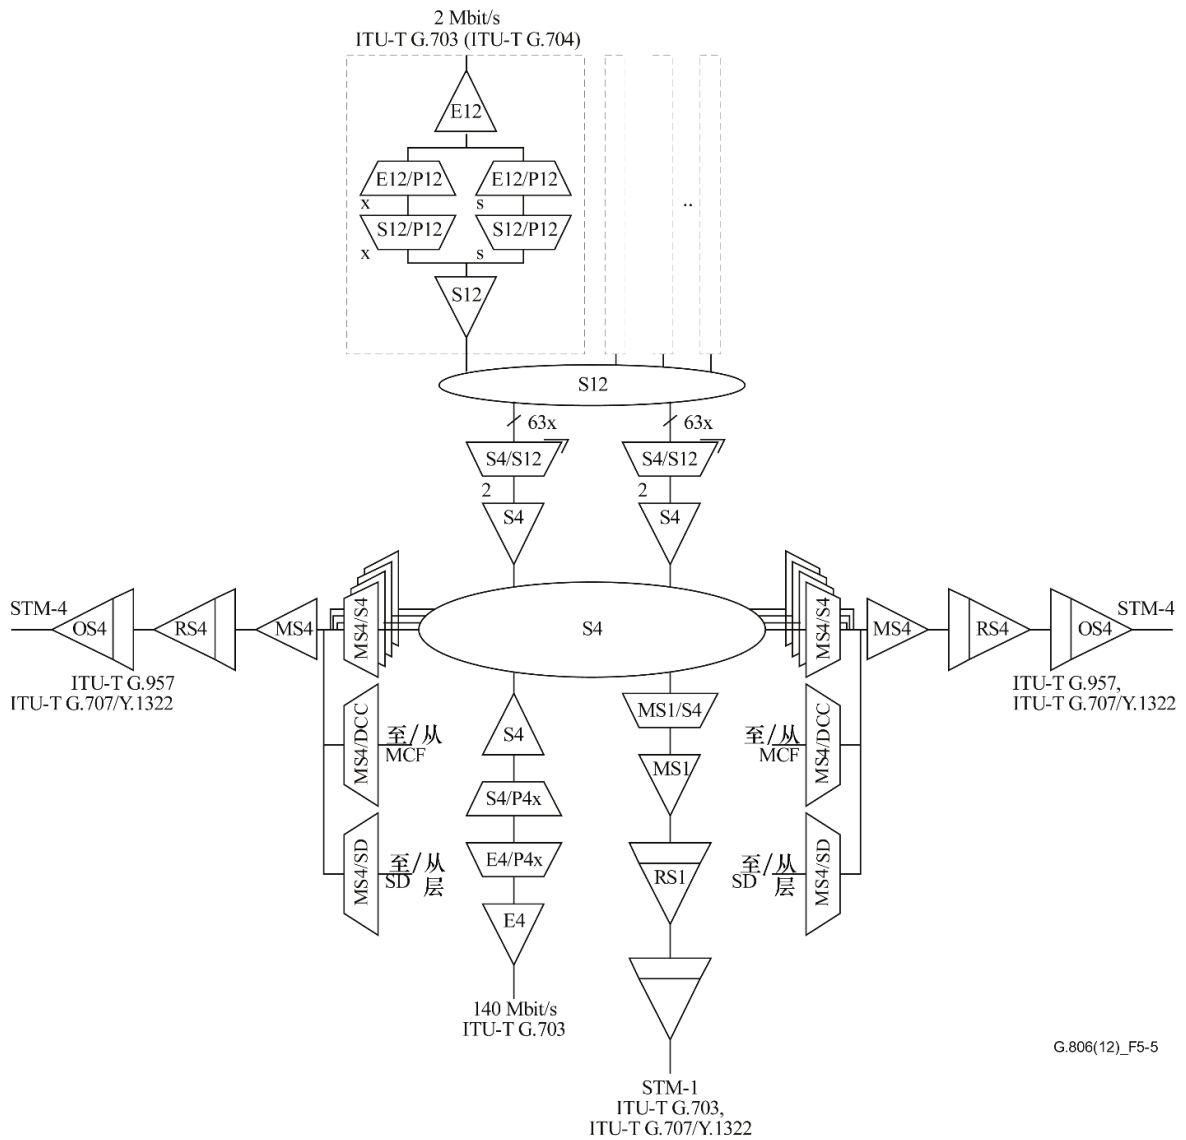 2 Mbit/s
ITU-T G.703 (ITU-T G.704)
E12
E12/P12
E12/P12
x
s
..
S12/P12
S12/P12
x
s
S12
S12
63x
63x
S4/S12
S4/S12
2
2
S4
S4
STM-4
OS4
RS4
MS4
MS4/S4
S4
MS4/S4
MS4
RS4
OS4
STM-4
ITU-T G.957
ITU-T G.707/Y.1322
ITU-T G.957,
ITU-T G.707/Y.1322
MS4/DCC
至/从
MCF
S4
MS1/S4
至/从
MCF
MS4/DCC
MS1
S4/P4x
MS4/SD
至/从
SD 层
E4/P4x
RS1
至/从
SD 层
MS4/SD
E4
140 Mbit/s
ITU-T G.703
STM-1
ITU-T G.703,
ITU-T G.707/Y.1322
G.806(12)_F5-5